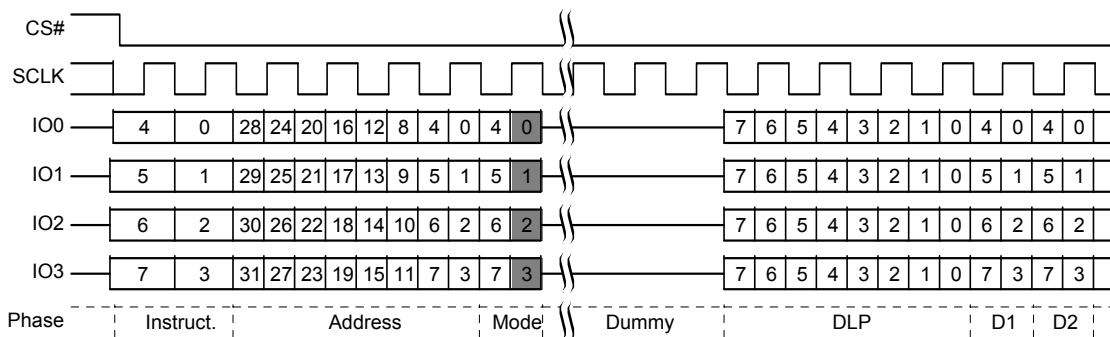 CS#
SCLK
IO0 4 0 28 24 20 16 12 8 4 0 4 0 7 6 5 4 3 2 1 0 4 0 4 0
IO1 5 1 29 25 21 17 13 9 5 1 5 1 7 6 5 4 3 2 1 0 5 1 5 1
IO2 6 2 30 26 22 18 14 10 6 2 6 2 7 6 5 4 3 2 1 0 6 2 6 2
IO3 7 3 31 27 23 19 15 11 7 3 7 3 7 6 5 4 3 2 1 0 7 3 7 3
Phase Instruct. Address Mode Dummy DLP D1 D2